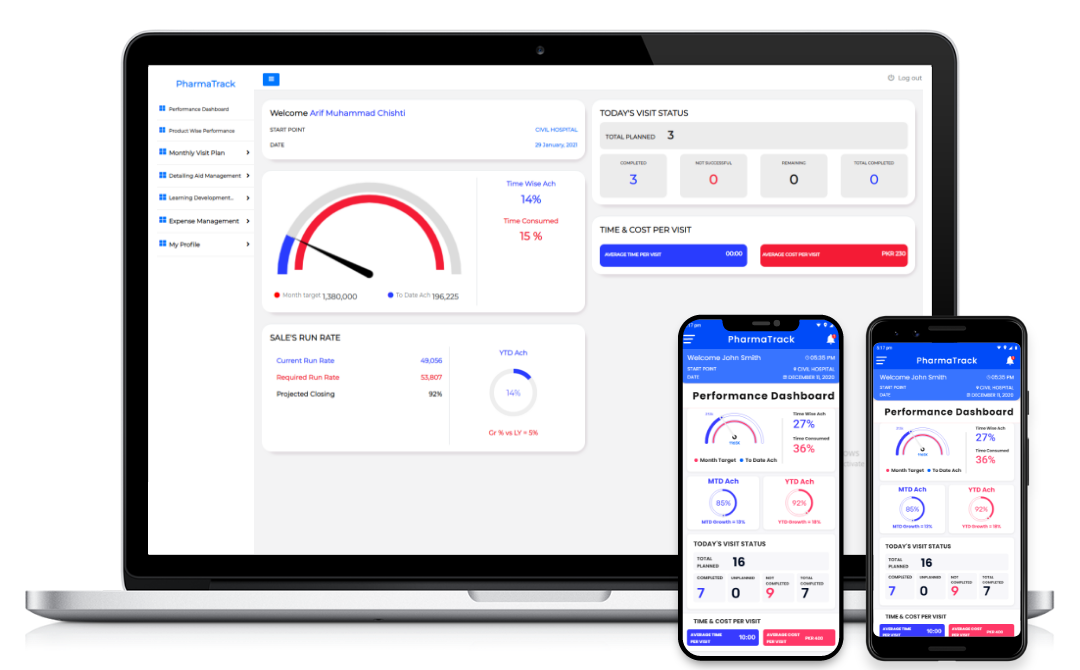 PharmaTrack
Log out
Performance Dashboard
Product Wise Performance
Monthly Visit Plan
Detailing Aid Management
Learning Development..
Expense Management
My Profile
Welcome Arif Muhammad Chishti
START POINT CIVIL HOSPITAL
DATE 29 January, 2021
Time Wise Ach
14%
Time Consumed
15 %
Month target 1,380,000 To Date Ach 196,225
SALE'S RUN RATE
Current Run Rate 49,056
Required Run Rate 53,807
Projected Closing 92%
YTD Ach
14%
Gr % vs LY = 5%
TODAY'S VISIT STATUS
TOTAL PLANNED 3
COMPLETED NOT SUCCESSFUL REMAINING TOTAL COMPLETED
3 0 0 0
TIME & COST PER VISIT
AVERAGE TIME PER VISIT 00:00 AVERAGE COST PER VISIT PKR 230
PharmaTrack
Welcome John Smith 05:35 PM
START POINT CIVIL HOSPITAL
DATE DECEMBER 11, 2020
Performance Dashboard
Time Wise Ach
27%
Time Consumed
36%
Month Target To Date Ach
MTD Ach YTD Ach
85% 92%
MTD Growth = 13% YTD Growth = 18%
TODAY'S VISIT STATUS
TOTAL PLANNED 16
COMPLETED UNPLANNED NOT COMPLETED TOTAL COMPLETED
7 0 9 7
TIME & COST PER VISIT
AVERAGE TIME PER VISIT 10:00 AVERAGE COST PER VISIT PKR 400
5:17 pm
PharmaTrack
Welcome John Smith 05:35 PM
START POINT CIVIL HOSPITAL
DATE DECEMBER 11, 2020
Performance Dashboard
Time Wise Ach
27%
Time Consumed
36%
Month Target To Date Ach
MTD Ach YTD Ach
85% 92%
MTD Growth = 13% YTD Growth = 18%
TODAY'S VISIT STATUS
TOTAL PLANNED 16
COMPLETED UNPLANNED NOT COMPLETED TOTAL COMPLETED
7 0 9 7
TIME & COST PER VISIT
AVERAGE TIME PER VISIT 10:00 AVERAGE COST PER VISIT PKR 400